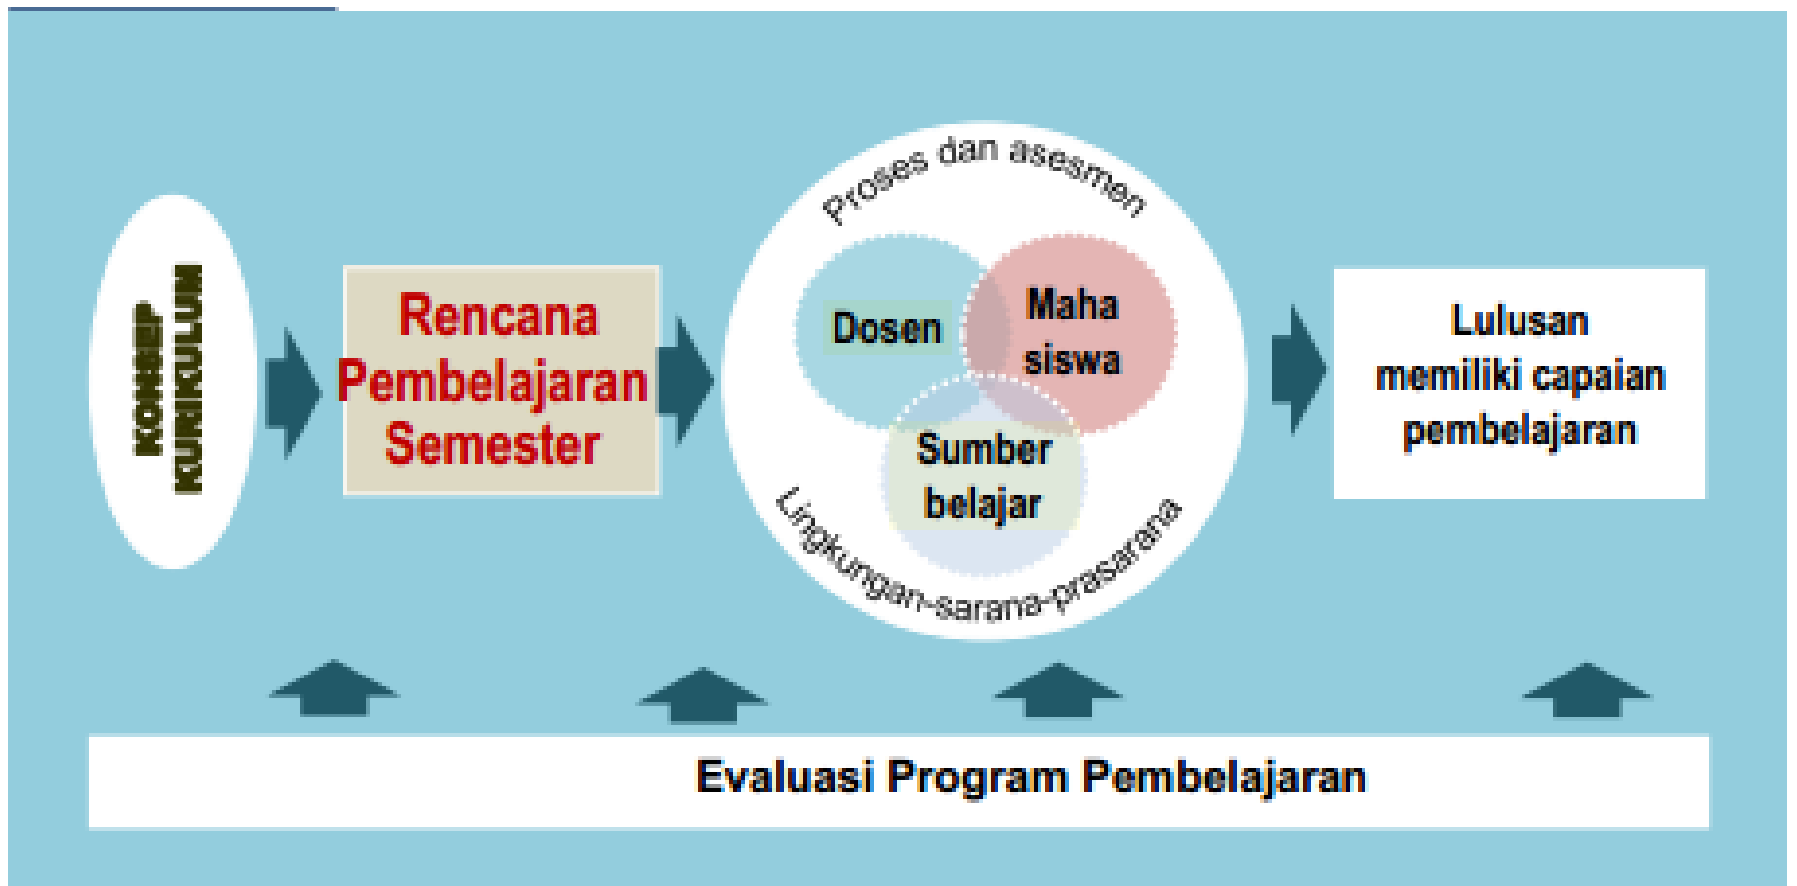 KONSEP
KURIKULUM
Rencana
Pembelajaran
Semester
Proses dan asesmen
Dosen
Maha
siswa
Sumber
belajar
Lingkungan-sarana-prasarana
Lulusan
memiliki capaian
pembelajaran
Evaluasi Program Pembelajaran